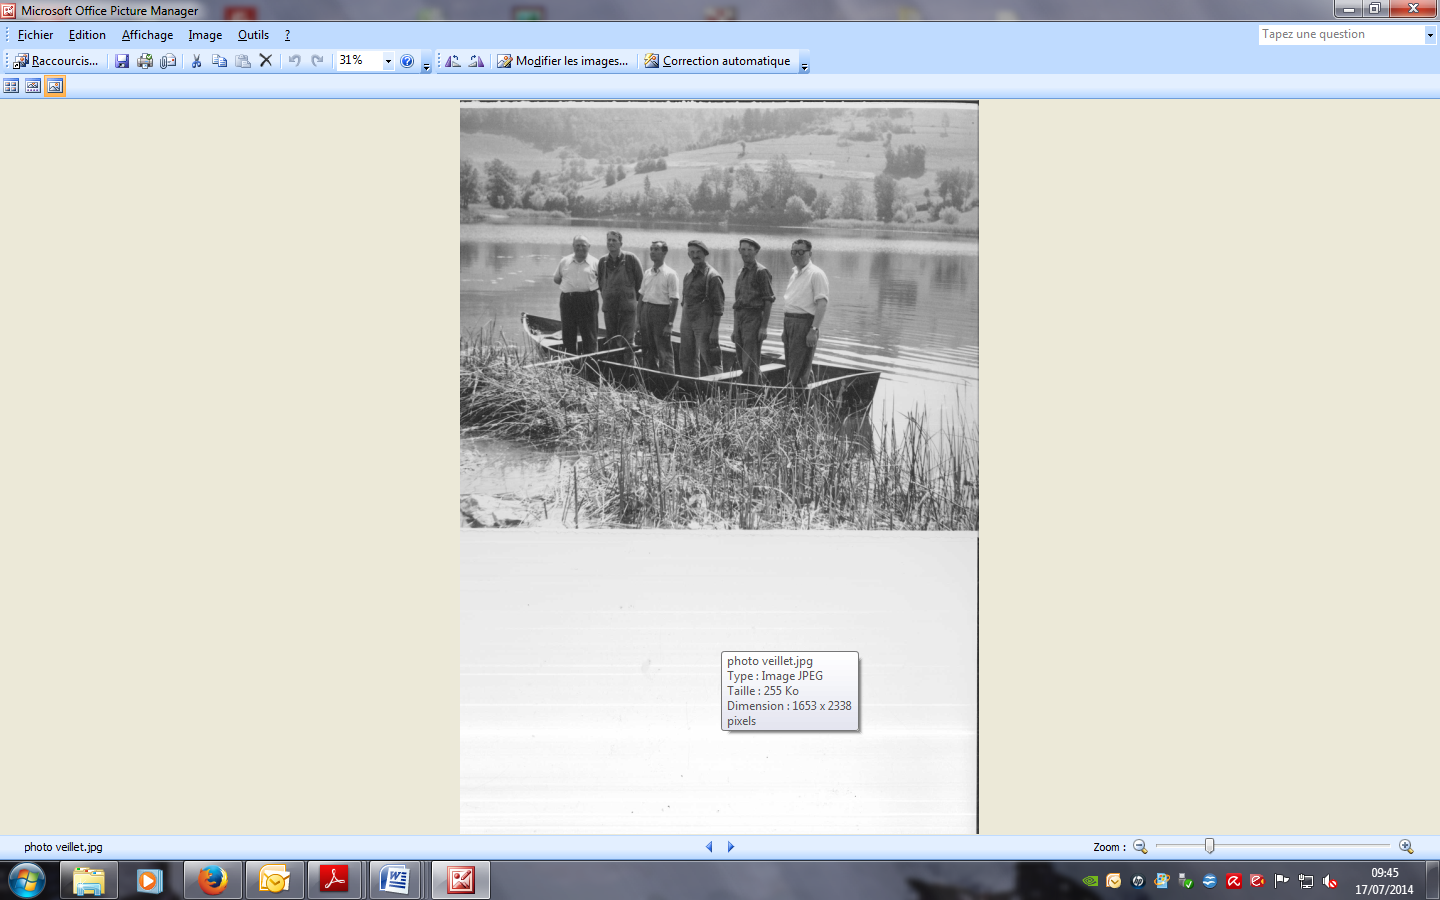 Microsoft Office Picture Manager
Fichier Edition Affichage Image Outils ?
Tapez une question
Raccourcis... 31% Modifier les images... Correction automatique
photo veillet.jpg
Type : Image JPEG
Taille : 255 Ko
Dimension : 1653 x 2338
pixels
photo veillet.jpg
Zoom :
09:45
17/07/2014